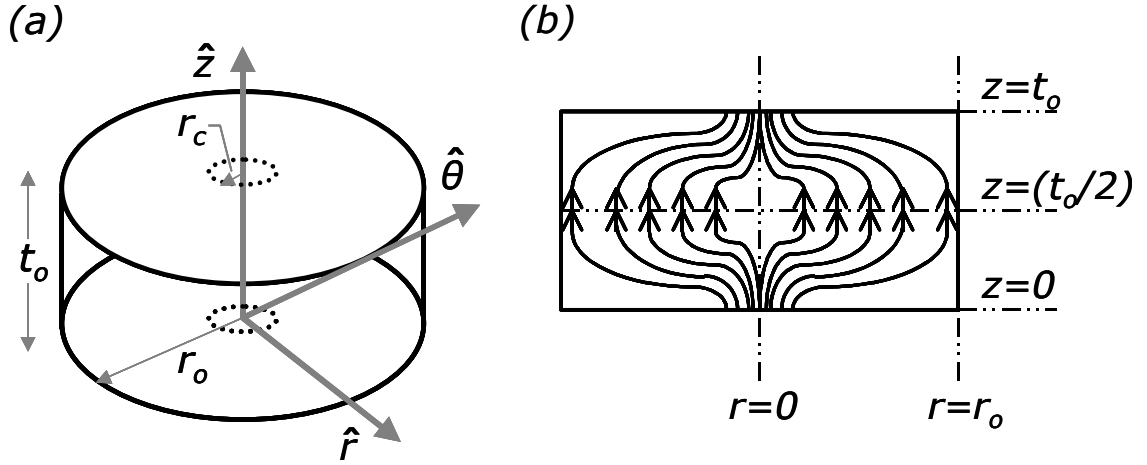 (a)
ẑ
r_c
θ̂
t_o
r_o
r̂
(b)
z=t_o
z=(t_o/2)
z=0
r=0
r=r_o